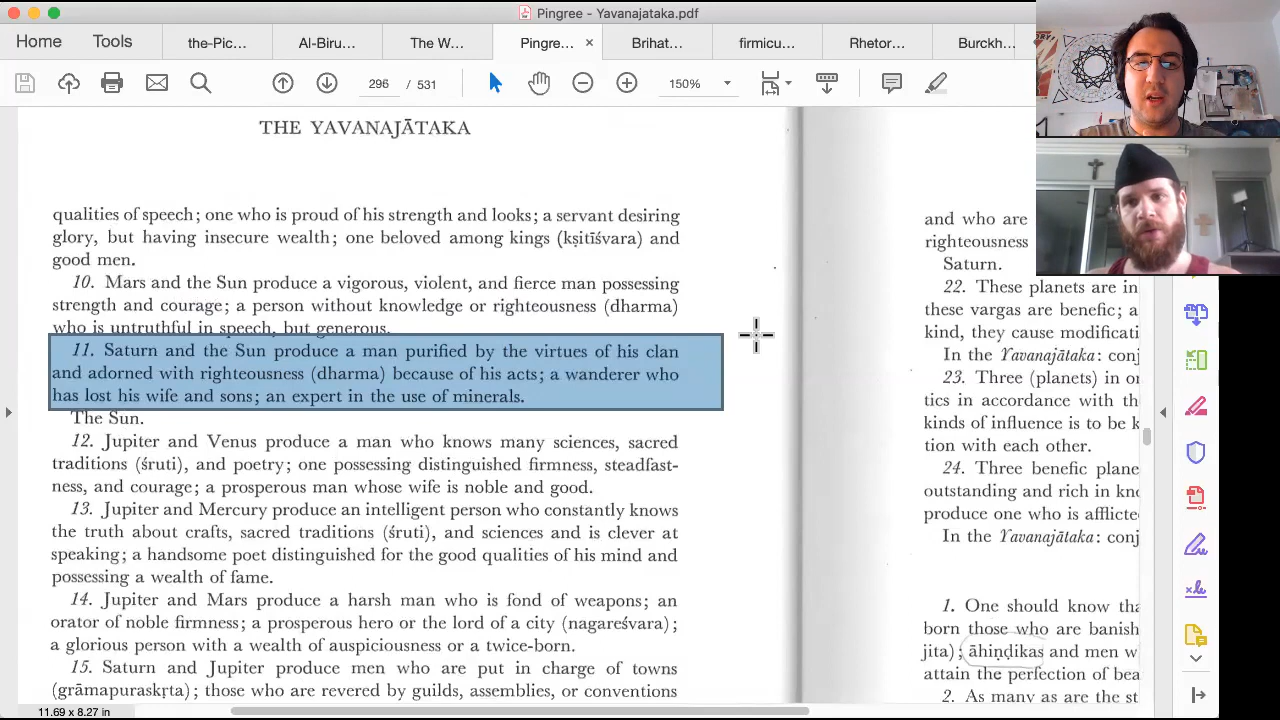 Pingree - Yavanajataka.pdf
Home
Tools
the-Pic...
Al-Biru...
The W...
Pingre...
×
Brihat...
firmicu...
Rhetor...
Burckh
296 / 531
150%
THE YAVANAJĀTAKA
qualities of speech; one who is proud of his strength and looks; a servant desiring
glory, but having insecure wealth; one beloved among kings (kṣitīśvara) and
good men.
10. Mars and the Sun produce a vigorous, violent, and fierce man possessing
strength and courage; a person without knowledge or righteousness (dharma)
who is untruthful in speech, but generous.
11. Saturn and the Sun produce a man purified by the virtues of his clan
and adorned with righteousness (dharma) because of his acts; a wanderer who
has lost his wife and sons; an expert in the use of minerals.
The Sun.
12. Jupiter and Venus produce a man who knows many sciences, sacred
traditions (śruti), and poetry; one possessing distinguished firmness, steadfast-
ness, and courage; a prosperous man whose wife is noble and good.
13. Jupiter and Mercury produce an intelligent person who constantly knows
the truth about crafts, sacred traditions (śruti), and sciences and is clever at
speaking; a handsome poet distinguished for the good qualities of his mind and
possessing a wealth of fame.
14. Jupiter and Mars produce a harsh man who is fond of weapons; an
orator of noble firmness; a prosperous hero or the lord of a city (nagareśvara);
a glorious person with a wealth of auspiciousness or a twice-born.
15. Saturn and Jupiter produce men who are put in charge of towns
(grāmapuraskṛta); those who are revered by guilds, assemblies, or conventions
and who are
righteousness
Saturn.
22. These planets are in
these vargas are benefic; a
kind, they cause modificati
In the Yavanajātaka: conj
23. Three (planets) in or
tics in accordance with th
kinds of influence is to be k
tion with each other.
24. Three benefic plane
outstanding and rich in kno
produce one who is afflicte
In the Yavanajātaka: conj
1. One should know tha
born those who are banish
jita); āhiṇḍikas and men w
attain the perfection of bea
2. As many as are the st
11.69 x 8.27 in